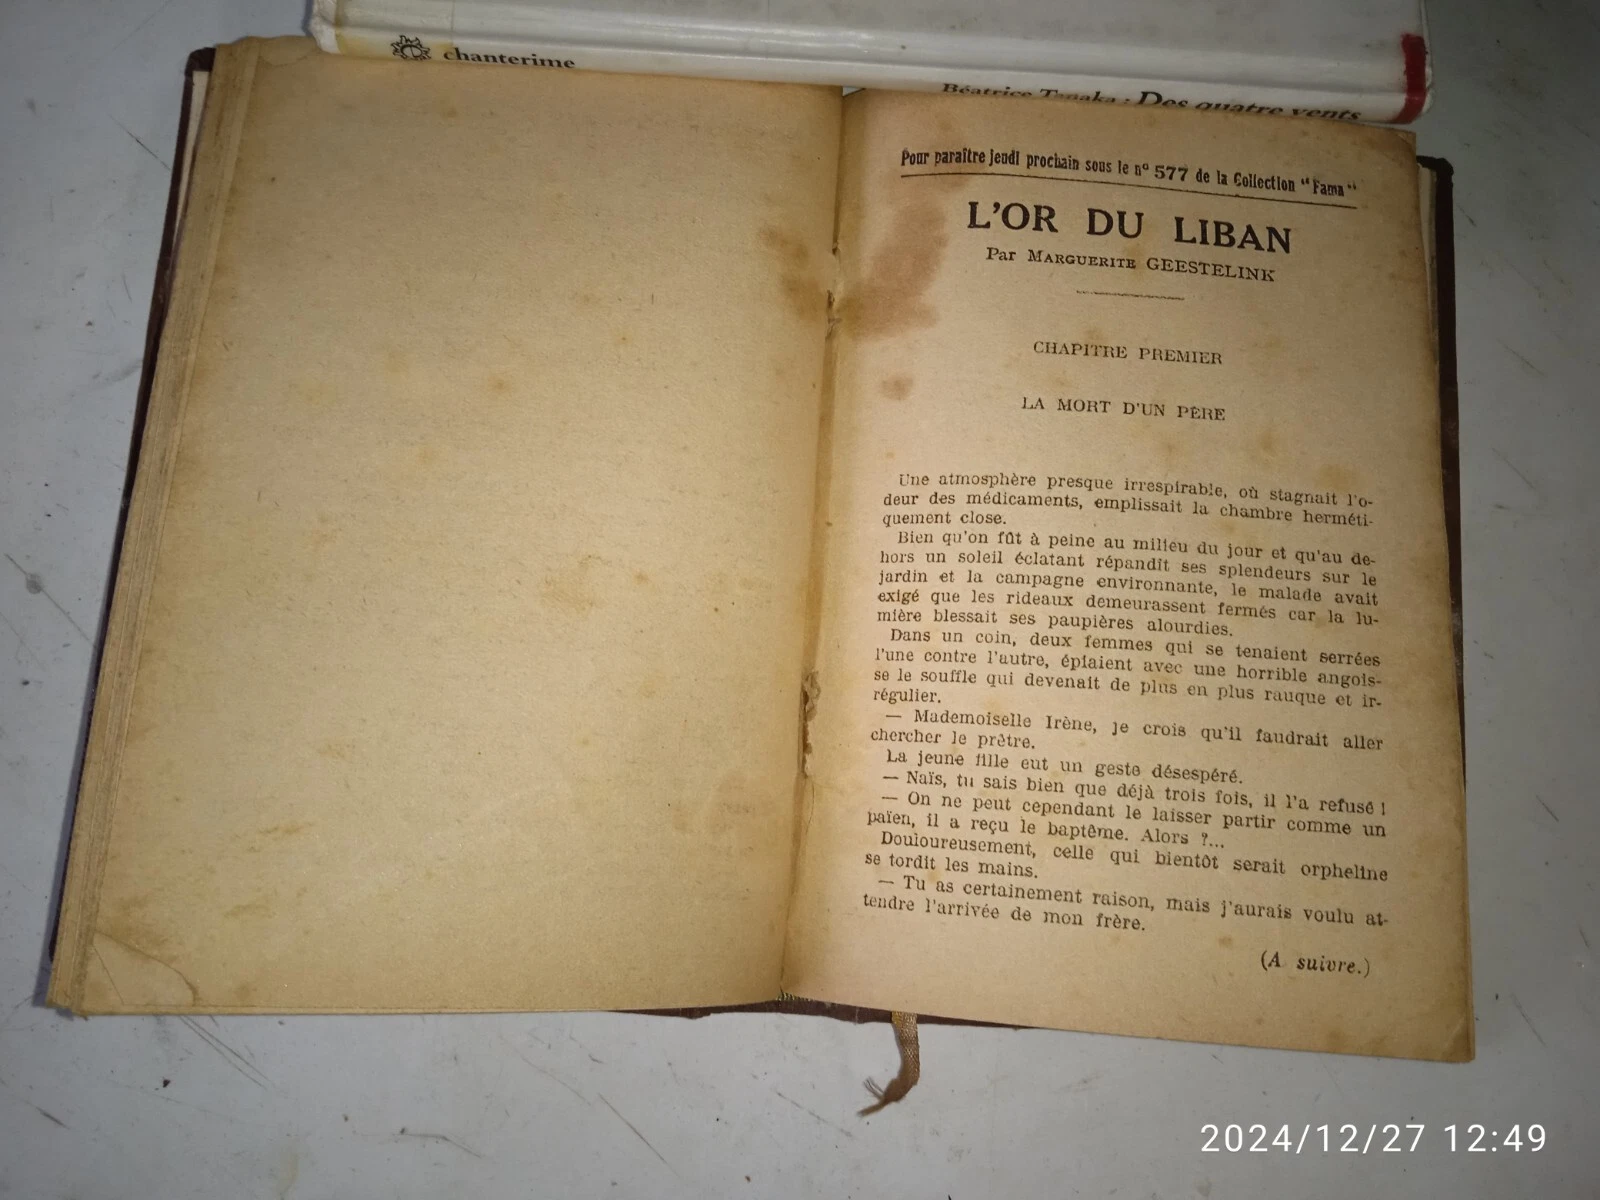 chanterime
Béatrice Tanaka : Des quatre vents
Pour paraître jeudi prochain sous le n° 577 de la Collection "Fama"
L'OR DU LIBAN
Par MARGUERITE GEESTELINK
CHAPITRE PREMIER
LA MORT D'UN PÈRE
Une atmosphère presque irrespirable, où stagnait l'o-
deur des médicaments, emplissait la chambre herméti-
quement close.
Bien qu'on fût à peine au milieu du jour et qu'au de-
hors un soleil éclatant répandît ses splendeurs sur le
jardin et la campagne environnante, le malade avait
exigé que les rideaux demeurassent fermés car la lu-
mière blessait ses paupières alourdies.
Dans un coin, deux femmes qui se tenaient serrées
l'une contre l'autre, épiaient avec une horrible angois-
se le souffle qui devenait de plus en plus rauque et ir-
régulier.
— Mademoiselle Irène, je crois qu'il faudrait aller
chercher le prêtre.
La jeune fille eut un geste désespéré.
— Naïs, tu sais bien que déjà trois fois, il l'a refusé !
— On ne peut cependant le laisser partir comme un
païen, il a reçu le baptême. Alors ?...
Douloureusement, celle qui bientôt serait orpheline
se tordit les mains.
— Tu as certainement raison, mais j'aurais voulu at-
tendre l'arrivée de mon frère.
(A suivre.)
2024/12/27 12:49